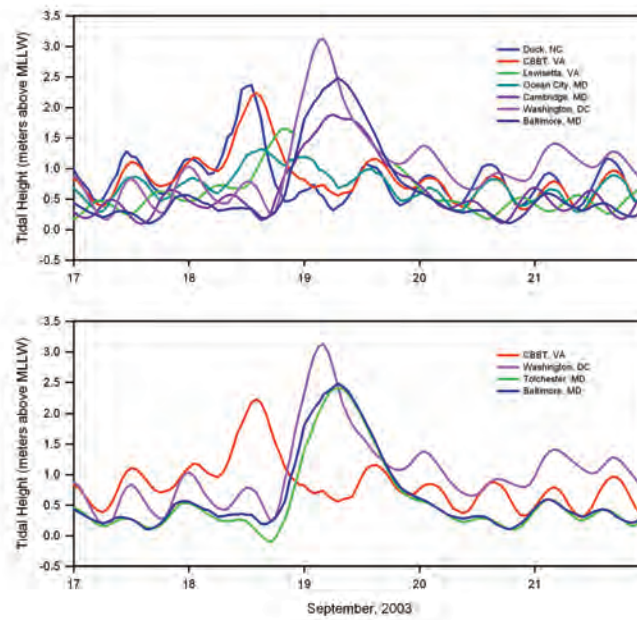 Tidal Height (meters above MLLW)
3.5
3.0
2.5
2.0
1.5
1.0
0.5
0.0
-0.5
17
18
19
20
21
Duck, NC
CBBT, VA
Lewisetta, VA
Ocean City, MD
Cambridge, MD
Washington, DC
Baltimore, MD
Tidal Height (meters above MLLW)
3.5
3.0
2.5
2.0
1.5
1.0
0.5
0.0
-0.5
17
18
19
20
21
CBBT, VA
Washington, DC
Tolchester, MD
Baltimore, MD
September, 2003